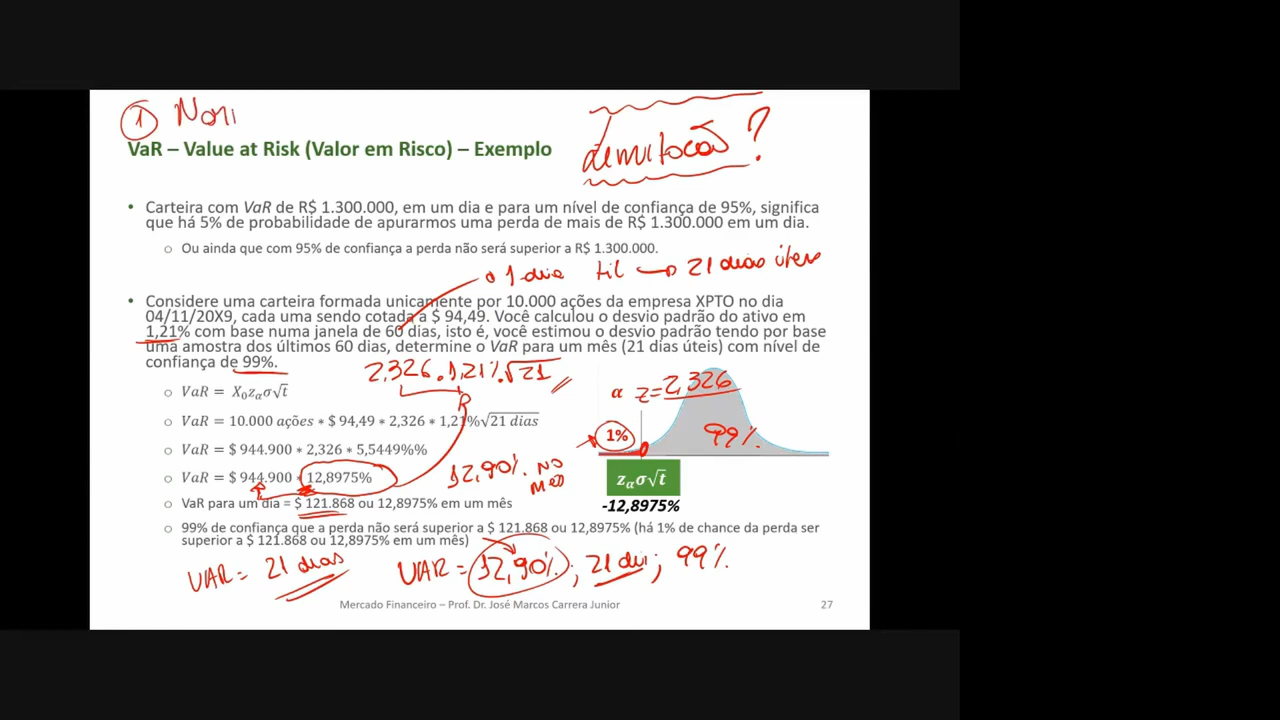 ① Nori
VaR – Value at Risk (Valor em Risco) – Exemplo
?
• Carteira com VaR de R$ 1.300.000, em um dia e para um nível de confiança de 95%, significa
que há 5% de probabilidade de apurarmos uma perda de mais de R$ 1.300.000 em um dia.
○ Ou ainda que com 95% de confiança a perda não será superior a R$ 1.300.000.
1 dia til → 21 dias úteis
• Considere uma carteira formada unicamente por 10.000 ações da empresa XPTO no dia
04/11/20X9, cada uma sendo cotada a $ 94,49. Você calculou o desvio padrão do ativo em
1,21% com base numa janela de 60 dias, isto é, você estimou o desvio padrão tendo por base
uma amostra dos últimos 60 dias, determine o VaR para um mês (21 dias úteis) com nível de
confiança de 99%.
2,326 . 1,21% . √21
○ VaR = X₀zασ√t
α z = 2,326
○ VaR = 10.000 ações * $ 94,49 * 2,326 * 1,21%√21 dias
1%
99%
○ VaR = $ 944.900 * 2,326 * 5,5449%%
○ VaR = $ 944.900 * 12,8975%
12,90% no
mês
zασ√t
-12,8975%
○ VaR para um dia = $ 121.868 ou 12,8975% em um mês
○ 99% de confiança que a perda não será superior a $ 121.868 ou 12,8975% (há 1% de chance da perda ser
superior a $ 121.868 ou 12,8975% em um mês)
VAR = 21 dias
VAR = 12,90% ; 21 dui ; 99%
Mercado Financeiro – Prof. Dr. José Marcos Carrera Junior
27